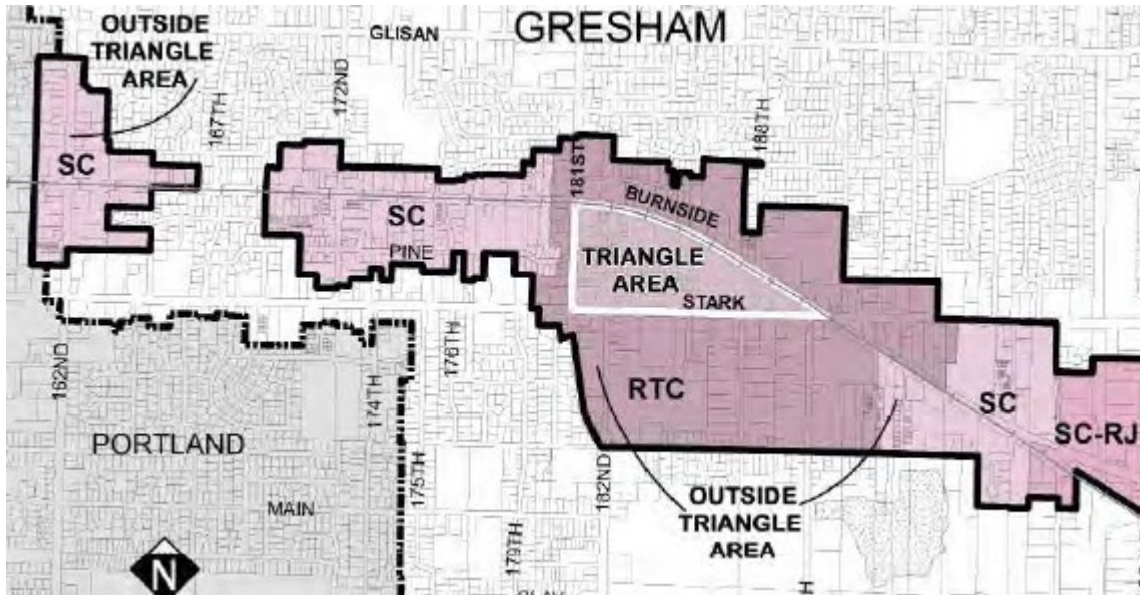 GRESHAM
GLISAN
OUTSIDE
TRIANGLE
AREA
167TH
172ND
188TH
181ST
SC
BURNSIDE
SC
PINE
TRIANGLE
AREA
STARK
162ND
174TH
176TH
RTC
SC
SC-RJ
PORTLAND
175TH
182ND
OUTSIDE
TRIANGLE
AREA
MAIN
179TH
N
H